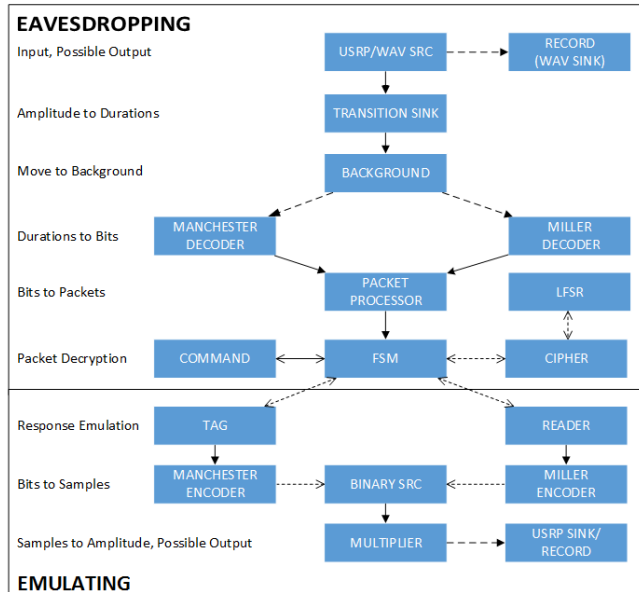 EAVESDROPPING
Input, Possible Output
USRP/WAV SRC
RECORD
(WAV SINK)
Amplitude to Durations
TRANSITION SINK
Move to Background
BACKGROUND
Durations to Bits
MANCHESTER
DECODER
MILLER
DECODER
Bits to Packets
PACKET
PROCESSOR
LFSR
Packet Decryption
COMMAND
FSM
CIPHER
Response Emulation
TAG
READER
Bits to Samples
MANCHESTER
ENCODER
BINARY SRC
MILLER
ENCODER
Samples to Amplitude, Possible Output
MULTIPLIER
USRP SINK/
RECORD
EMULATING